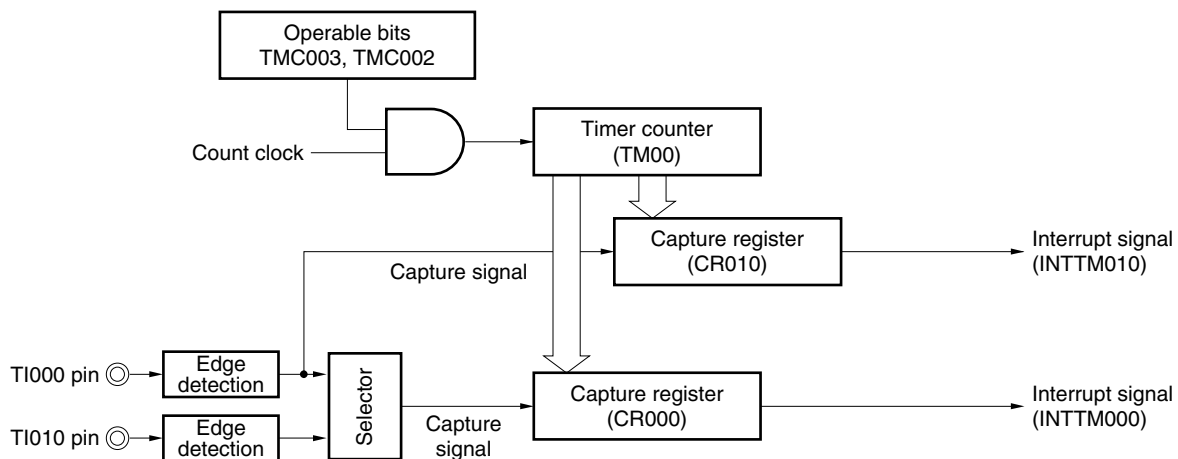 Operable bits
TMC003, TMC002
Count clock
Timer counter
(TM00)
Capture register
(CR010)
Interrupt signal
(INTTM010)
Capture signal
TI000 pin
Edge
detection
Selector
Capture register
(CR000)
Interrupt signal
(INTTM000)
TI010 pin
Edge
detection
Capture
signal